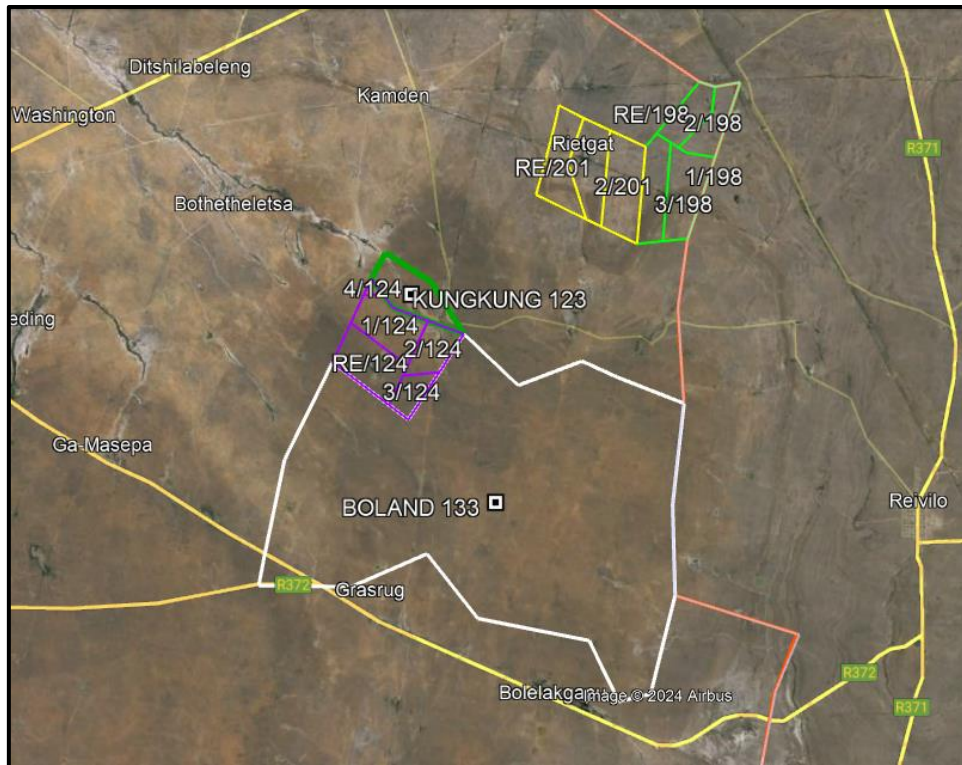 Ditshilabeleng
Kamden
Washington
RE/198
2/198
R371
Rietgat
RE/201
2/201
1/198
3/198
Bothetheletsa
4/124
KUNGKUNG 123
eding
1/124
2/124
RE/124
3/124
Ga-Masepa
BOLAND 133
Reivilo
R372
Grasrug
R372
Image © 2024 Airbus
R371